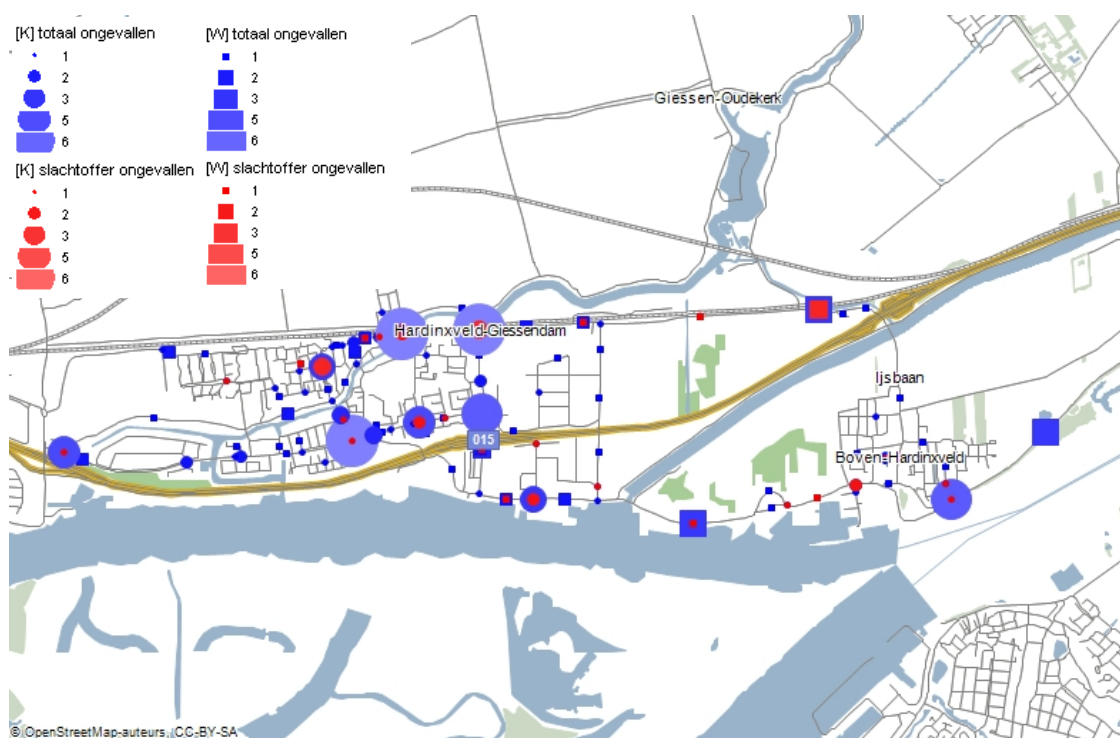 [K] totaal ongevallen
1
2
3
5
6
[W] totaal ongevallen
1
2
3
5
6
[K] slachtoffer ongevallen
1
2
3
5
6
[W] slachtoffer ongevallen
1
2
3
5
6
Giessen-Oudekerk
Hardinxveld-Giessendam
Ijsbaan
015
Boven-Hardinxveld
© OpenStreetMap-auteurs, CC-BY-SA